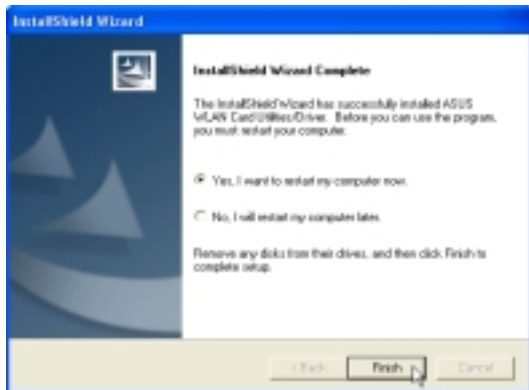 InstallShield Wizard
InstallShield Wizard Complete
The InstallShield Wizard has successfully installed ASUS
WLAN Card Utilities/Driver. Before you can use the program,
you must restart your computer.
Yes, I want to restart my computer now.
No, I will restart my computer later.
Remove any disks from their drives, and then click Finish to
complete setup.
< Back
Finish
Cancel